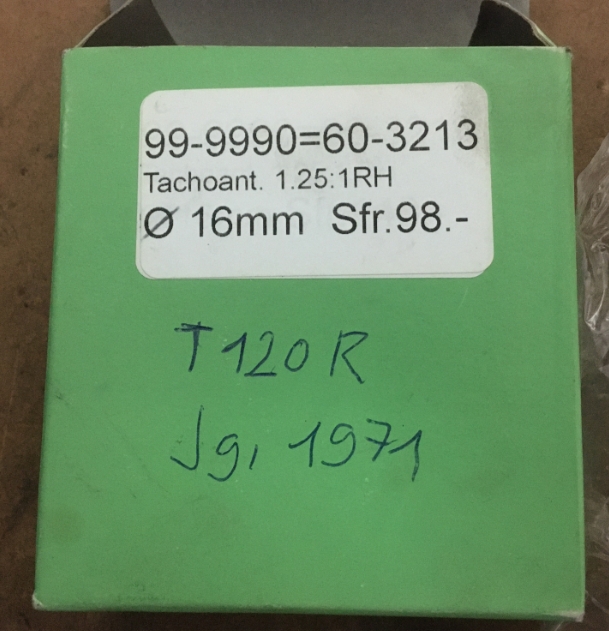 99-9990=60-3213
Tachoant. 1.25:1RH
Ø 16mm Sfr.98.-
T120R
Jg, 1971